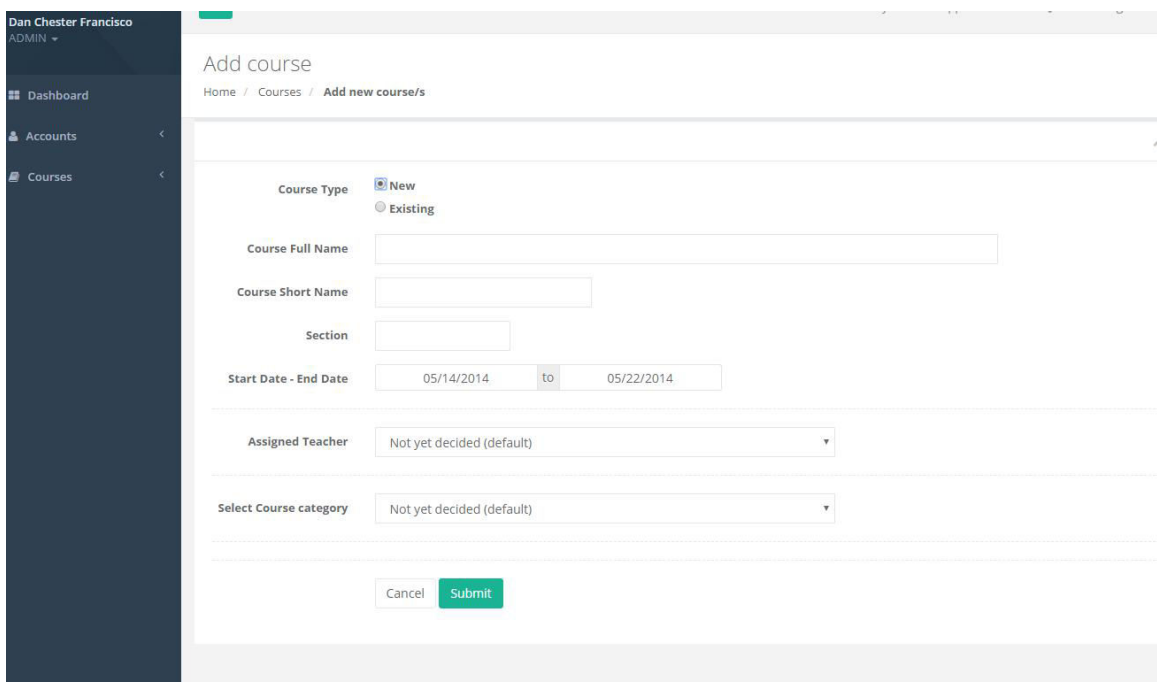 Dan Chester Francisco
ADMIN
Dashboard
Accounts
Courses
Add course
Home / Courses / Add new course/s
Course Type
New
Existing
Course Full Name
Course Short Name
Section
Start Date - End Date 05/14/2014 to 05/22/2014
Assigned Teacher Not yet decided (default)
Select Course category Not yet decided (default)
Cancel Submit